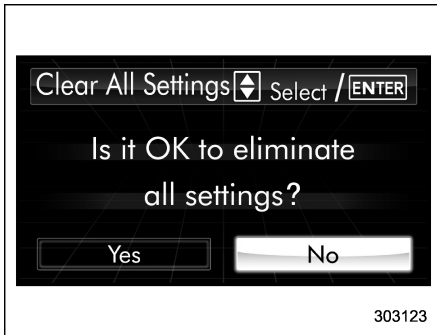 Clear All Settings Select / ENTER
Is it OK to eliminate
all settings?
Yes No
303123